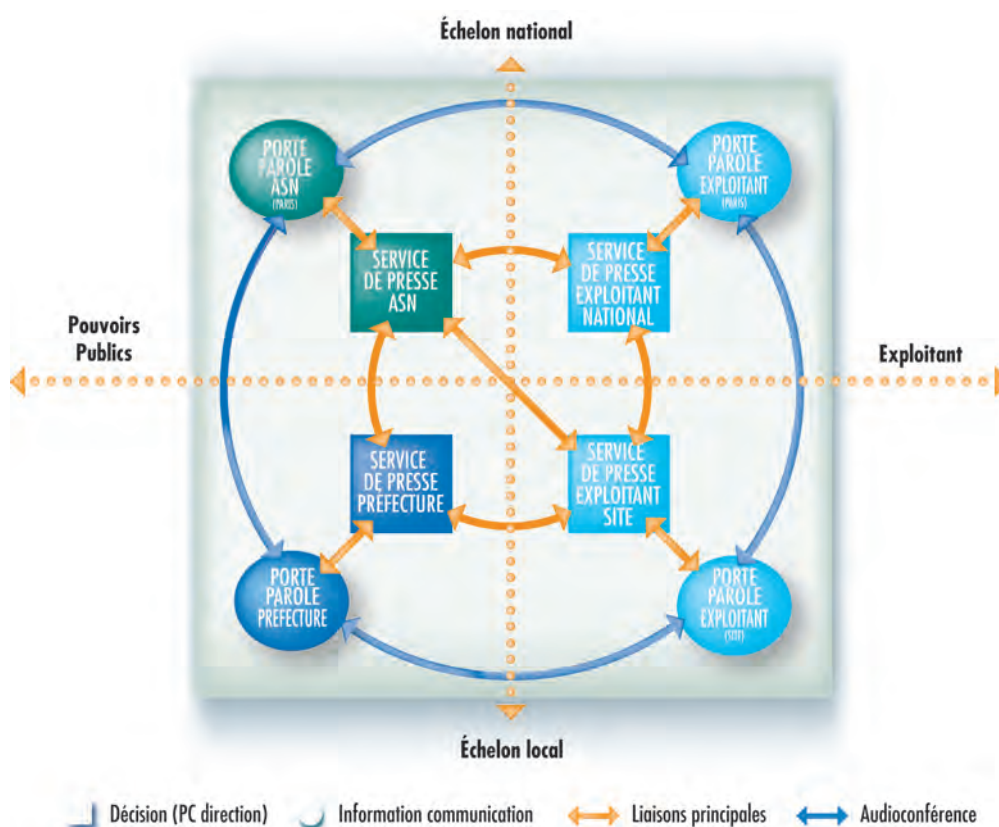 Échelon national
PORTE
PAROLE
ASN
(PARIS)
PORTE
PAROLE
EXPLOITANT
(PARIS)
SERVICE
DE PRESSE
ASN
SERVICE
DE PRESSE
EXPLOITANT
NATIONAL
Pouvoirs
Publics
Exploitant
SERVICE
DE PRESSE
PRÉFECTURE
SERVICE
DE PRESSE
EXPLOITANT
SITE
PORTE
PAROLE
PRÉFECTURE
PORTE
PAROLE
EXPLOITANT
(SITE)
Échelon local
Décision (PC direction)
Information communication
Liaisons principales
Audioconférence